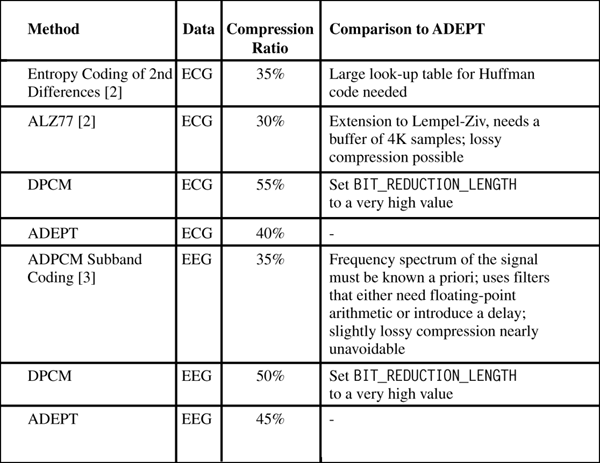 Method Data Compression Ratio Comparison to ADEPT
Entropy Coding of 2nd Differences [2] ECG 35% Large look-up table for Huffman code needed
ALZ77 [2] ECG 30% Extension to Lempel-Ziv, needs a buffer of 4K samples; lossy compression possible
DPCM ECG 55% Set BIT_REDUCTION_LENGTH to a very high value
ADEPT ECG 40% -
ADPCM Subband Coding [3] EEG 35% Frequency spectrum of the signal must be known a priori; uses filters that either need floating-point arithmetic or introduce a delay; slightly lossy compression nearly unavoidable
DPCM EEG 50% Set BIT_REDUCTION_LENGTH to a very high value
ADEPT EEG 45% -